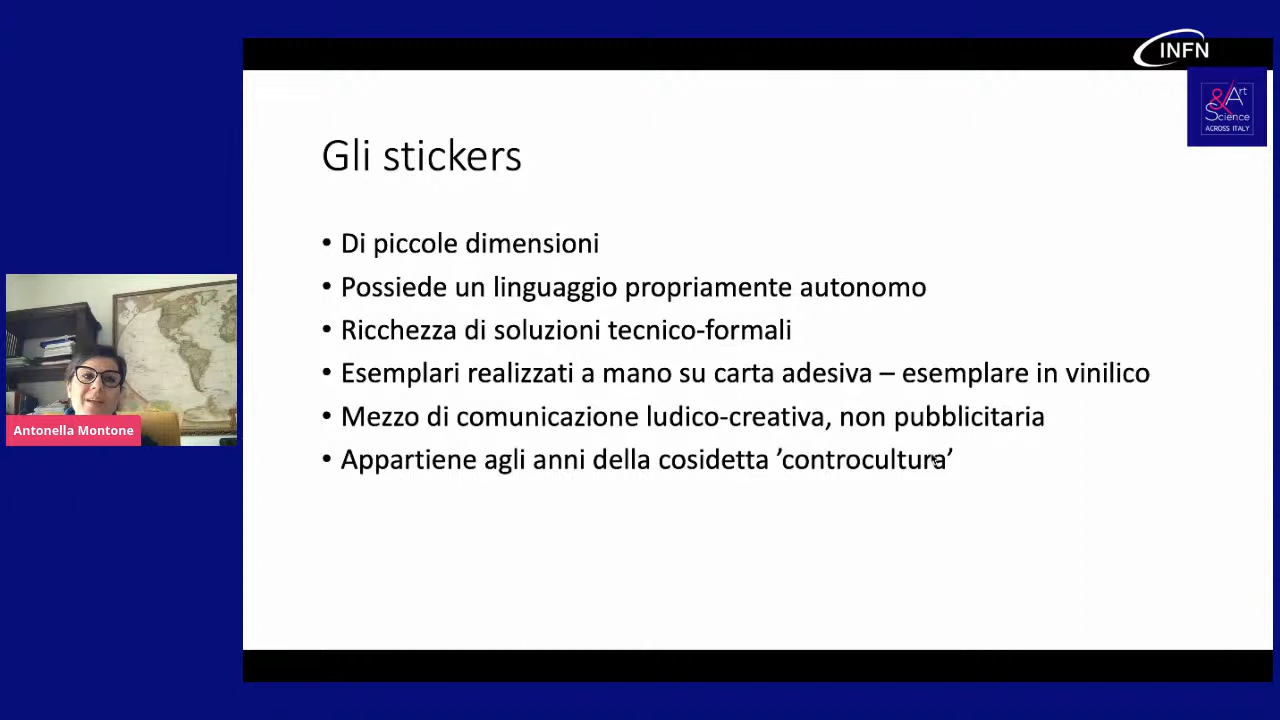 INFN
&Art
Science
ACROSS ITALY
Gli stickers
• Di piccole dimensioni
• Possiede un linguaggio propriamente autonomo
• Ricchezza di soluzioni tecnico-formali
• Esemplari realizzati a mano su carta adesiva – esemplare in vinilico
• Mezzo di comunicazione ludico-creativa, non pubblicitaria
• Appartiene agli anni della cosidetta ’controcultura’
Antonella Montone